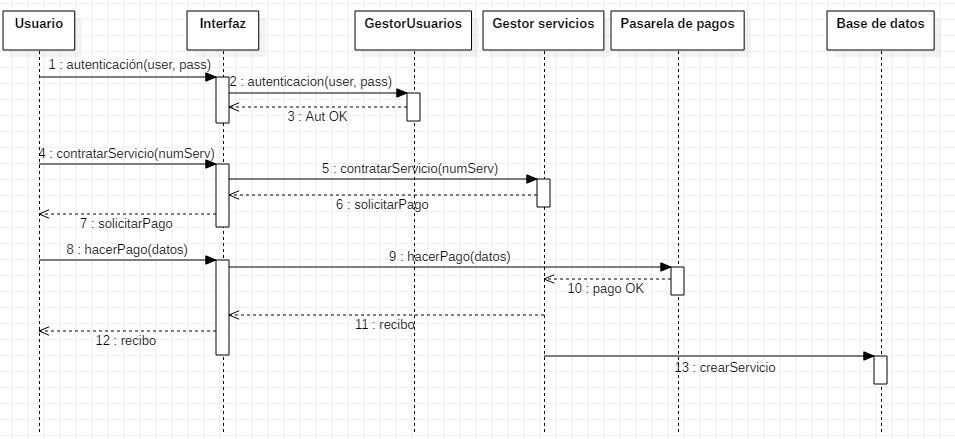 Usuario
Interfaz
GestorUsuarios
Gestor servicios
Pasarela de pagos
Base de datos
1 : autenticación(user, pass)
2 : autenticacion(user, pass)
3 : Aut OK
4 : contratarServicio(numServ)
5 : contratarServicio(numServ)
6 : solicitarPago
7 : solicitarPago
8 : hacerPago(datos)
9 : hacerPago(datos)
10 : pago OK
11 : recibo
12 : recibo
13 : crearServicio